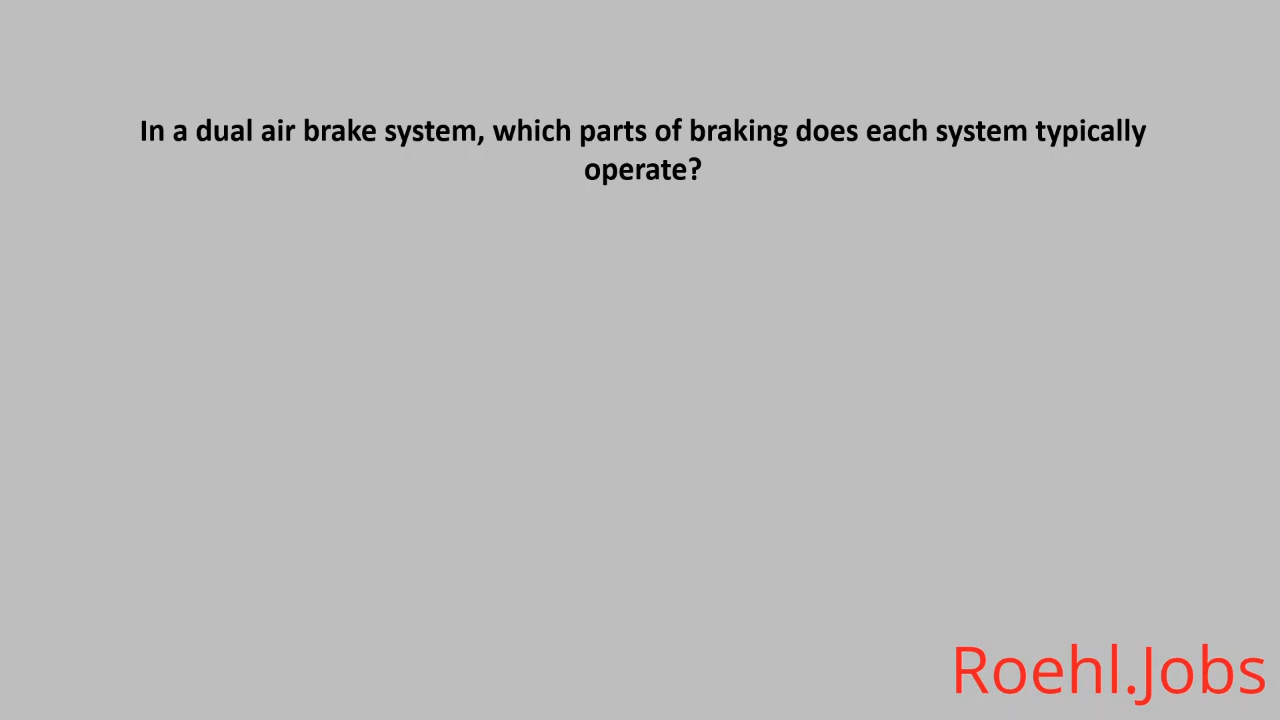 In a dual air brake system, which parts of braking does each system typically
operate?
Roehl.Jobs